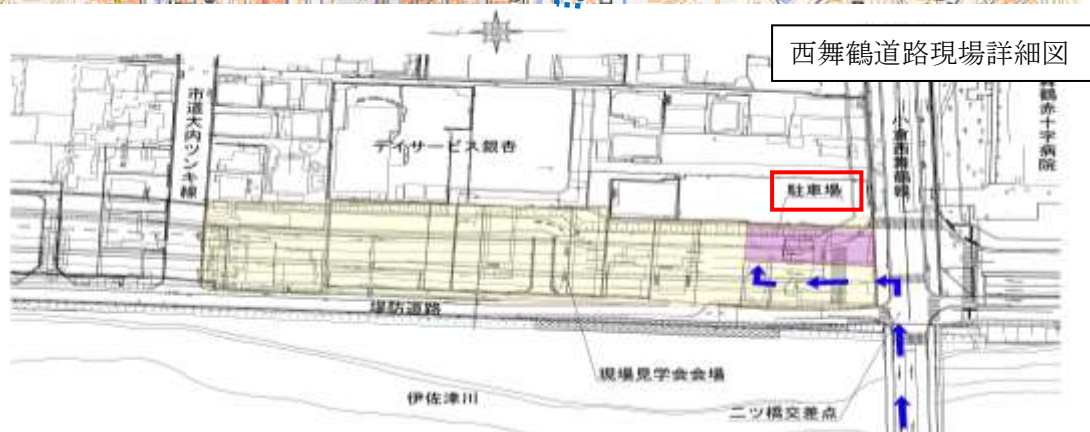 西舞鶴道路現場詳細図
市道大内ツンキ線
デイサービス銀杏
小倉西舞鶴線
舞鶴赤十字病院
駐車場
堤防道路
現場見学会会場
伊佐津川
二ツ橋交差点